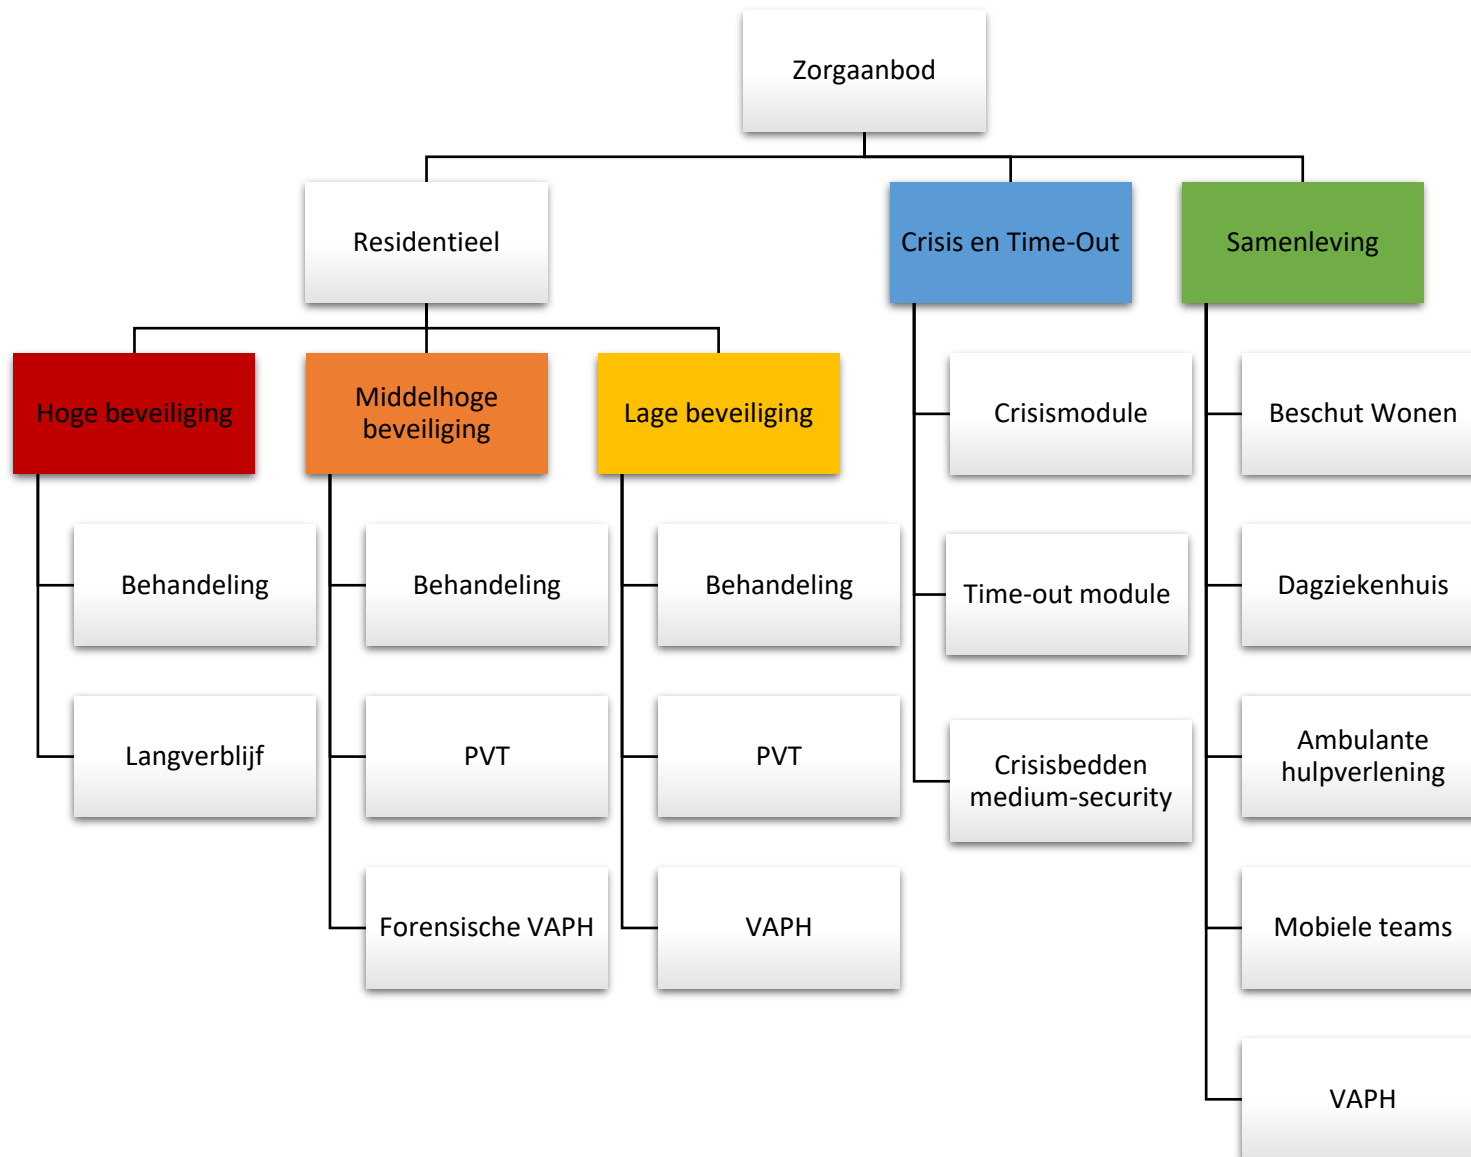 Zorgaanbod
Residentieel
Crisis en Time-Out
Samenleving
Hoge beveiliging
Middelhoge
beveiliging
Lage beveiliging
Crisismodule
Beschut Wonen
Behandeling
Behandeling
Behandeling
Time-out module
Dagziekenhuis
Langverblijf
PVT
PVT
Crisisbedden
medium-security
Ambulante
hulpverlening
Forensische VAPH
VAPH
Mobiele teams
VAPH